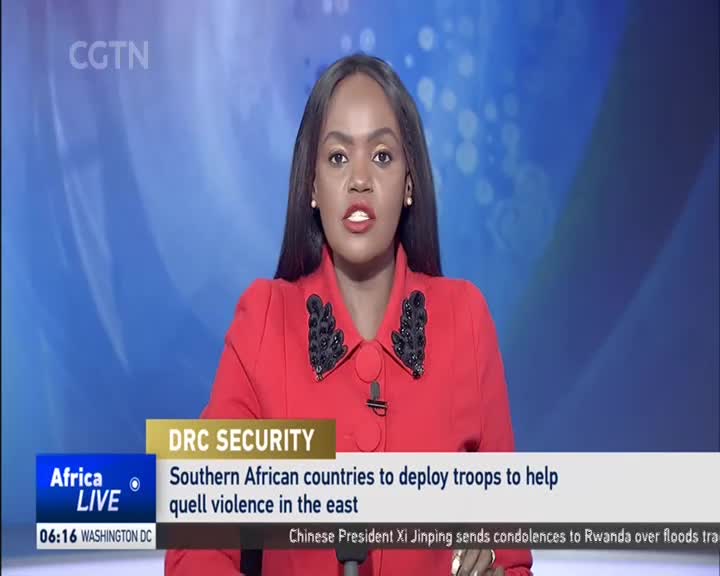 CGTN
DRC SECURITY
Southern African countries to deploy troops to help
quell violence in the east
Africa
LIVE
06:16 WASHINGTON DC
Chinese President Xi Jinping sends condolences to Rwanda over floods